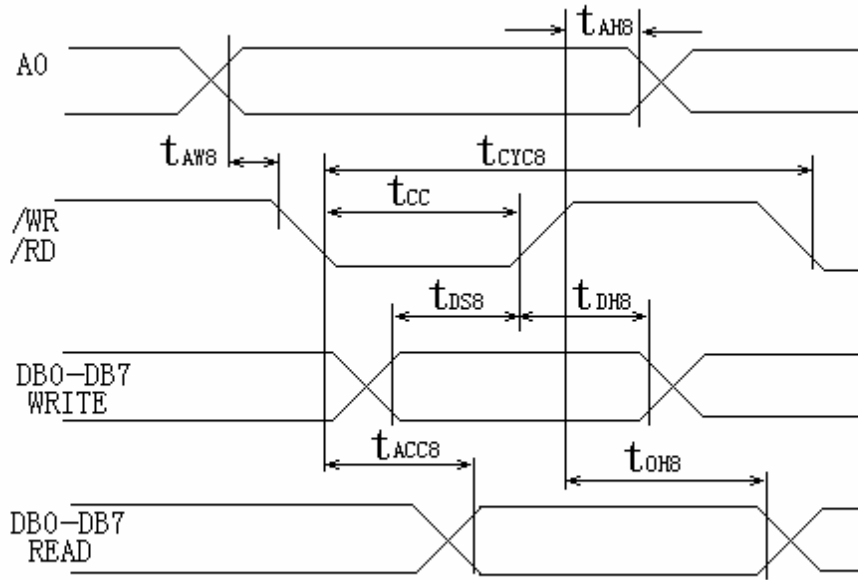 tAH8
A0
tAW8
tCYC8
tCC
/WR
/RD
tDS8
tDH8
DB0-DB7
WRITE
tACC8
tOH8
DB0-DB7
READ